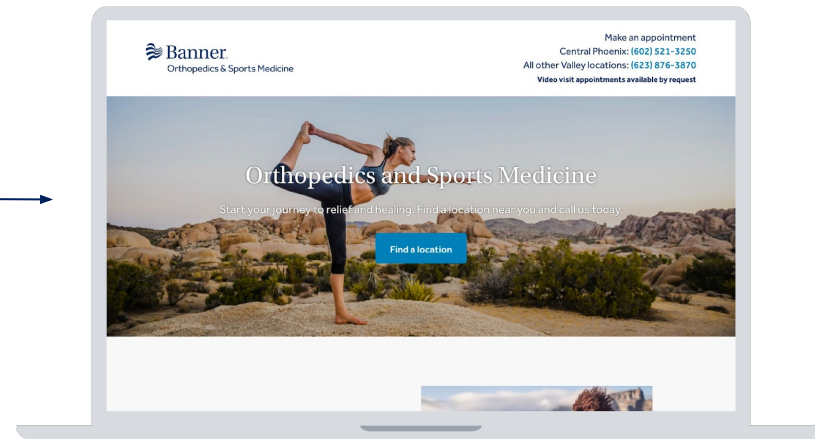 Banner
Orthopedics & Sports Medicine
Make an appointment
Central Phoenix: (602) 521-3250
All other Valley locations: (623) 876-3870
Video visit appointments available by request
Orthopedics and Sports Medicine
Start your journey to relief and healing. Find a location near you and call us today.
Find a location